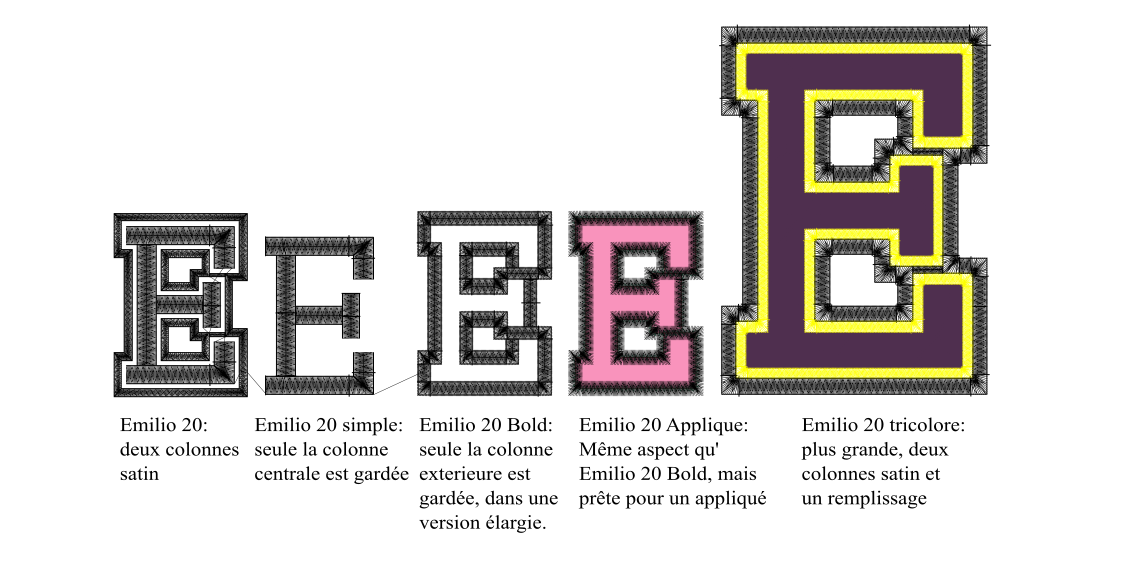 E E E E E
Emilio 20:
deux colonnes
satin
Emilio 20 simple:
seule la colonne
centrale est gardée
Emilio 20 Bold:
seule la colonne
exterieure est
gardée, dans une
version élargie.
Emilio 20 Applique:
Même aspect qu'
Emilio 20 Bold, mais
prête pour un appliqué
Emilio 20 tricolore:
plus grande, deux
colonnes satin et
un remplissage